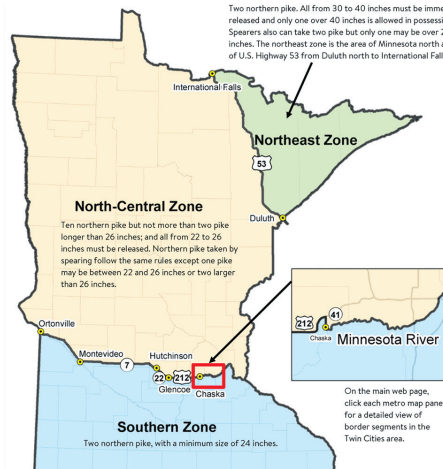 Two northern pike. All from 30 to 40 inches must be
released and only one over 40 inches is allowed in
Spearers also can take two pike but only one may be over
inches. The northeast zone is the area of Minnesota north
of U.S. Highway 53 from Duluth north to International
International Falls
Northeast Zone
53
North-Central Zone
Duluth
Ten northern pike but not more than two pike
longer than 26 inches; and all from 22 to 26
inches must be released. Northern pike taken by
spearing follow the same rules except one pike
may be between 22 and 26 inches or two larger
than 26 inches.
212
41
Chaska
Minnesota River
Ortonville
Montevideo
7
Hutchinson
22
212
Glencoe
Chaska
On the main web page,
click each metro map pane
for a detailed view of
border segments in the
Twin Cities area.
Southern Zone
Two northern pike, with a minimum size of 24 inches.